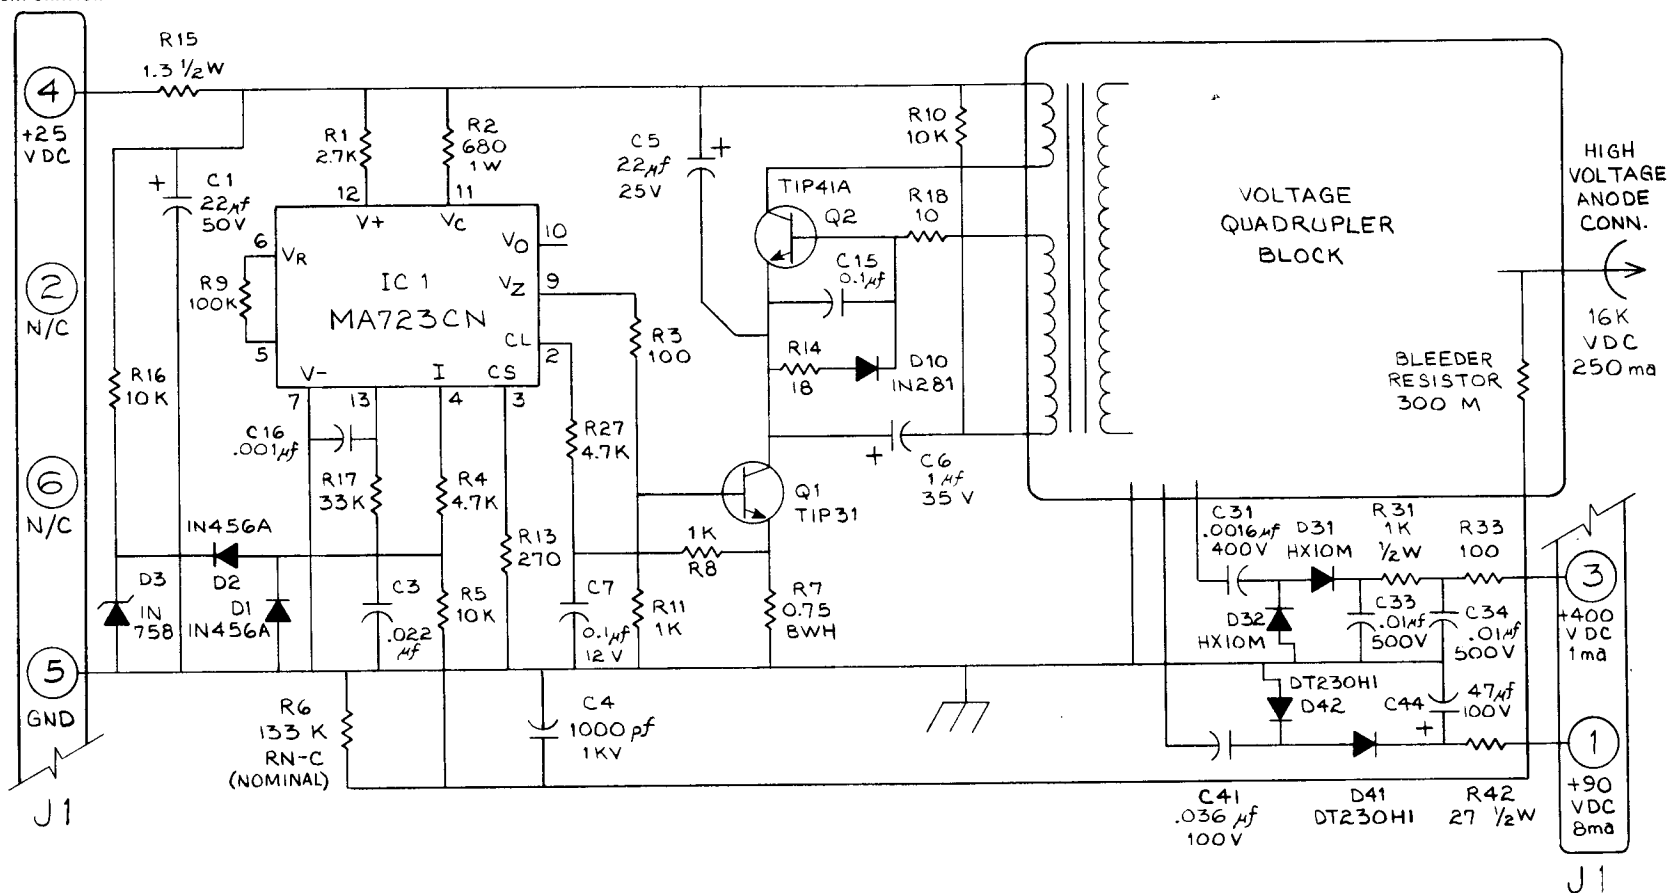 4
+25
VDC
2
N/C
6
N/C
5
GND
J1
R15
1.3 ½W
+
C1
22µf
50V
R1
2.7K
R2
680
1W
12
11
V+
VC
6
VR
R9
100K
5
IC 1
MA723CN
VO
10
VZ
9
CL
2
V-
I
CS
7
13
4
3
R16
10K
C16
.001µf
R17
33K
R4
4.7K
R27
4.7K
R3
100
IN456A
D2
D3
IN
758
D1
IN456A
C3
.022
µf
R5
10K
R13
270
C7
0.1µf
12V
1K
R8
R11
1K
R7
0.75
BWH
Q1
TIP31
R6
133 K
RN-C
(NOMINAL)
C4
1000 pf
1KV
C5
22µf
25V
+
TIP41A
Q2
R10
10K
R18
10
C15
0.1µf
R14
18
D10
IN281
+
C6
1µf
35 V
VOLTAGE
QUADRUPLER
BLOCK
BLEEDER
RESISTOR
300 M
HIGH
VOLTAGE
ANODE
CONN.
16K
VDC
250ma
C31
.0016µf
400V
D31
HX10M
R31
1K
½W
R33
100
D32
HX10M
C33
.01µf
500V
C34
.01µf
500V
DT230H1
D42
C44
47µf
100V
+
C41
.036 µf
100V
D41
DT230H1
R42
27 ½W
3
+400
VDC
1ma
1
+90
VDC
8ma
J1